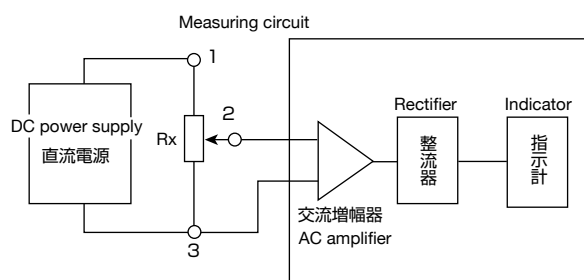 Measuring circuit
1
DC power supply
直流電源
Rx
2
3
交流増幅器
AC amplifier
Rectifier
整流器
Indicator
指示計